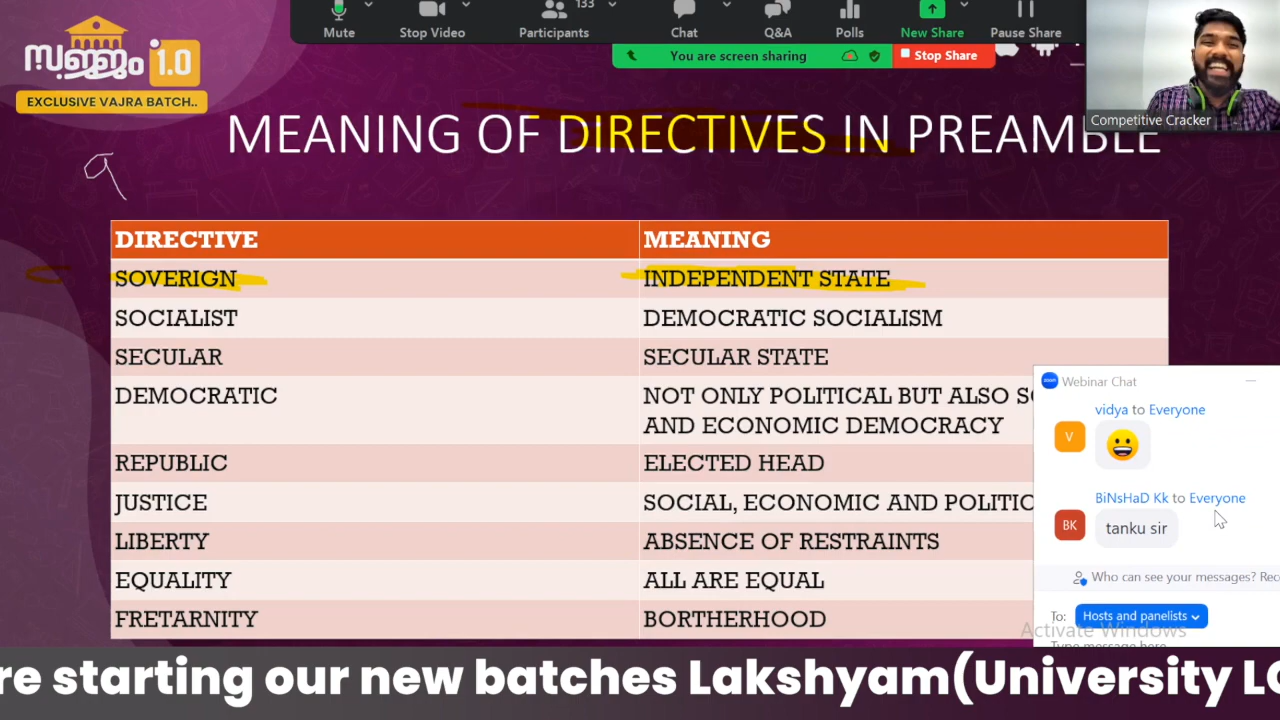 133
Mute
Stop Video
Participants
Chat
Q&A
Polls
New Share
Pause Share
You are screen sharing
Stop Share
1.0
EXCLUSIVE VAJRA BATCH..
Competitive Cracker
MEANING OF DIRECTIVES IN PREAMBLE
DIRECTIVE MEANING
SOVERIGN INDEPENDENT STATE
SOCIALIST DEMOCRATIC SOCIALISM
SECULAR SECULAR STATE
DEMOCRATIC NOT ONLY POLITICAL BUT ALSO
AND ECONOMIC DEMOCRACY
REPUBLIC ELECTED HEAD
JUSTICE SOCIAL, ECONOMIC AND POLITIC
LIBERTY ABSENCE OF RESTRAINTS
EQUALITY ALL ARE EQUAL
FRETARNITY BORTHERHOOD
zoom
Webinar Chat
vidya to Everyone
V
BiNsHaD Kk to Everyone
BK
tanku sir
Who can see your messages? Rec
To: Hosts and panelists
Activate Windows
Type message here
re starting our new batches Lakshyam(University LG